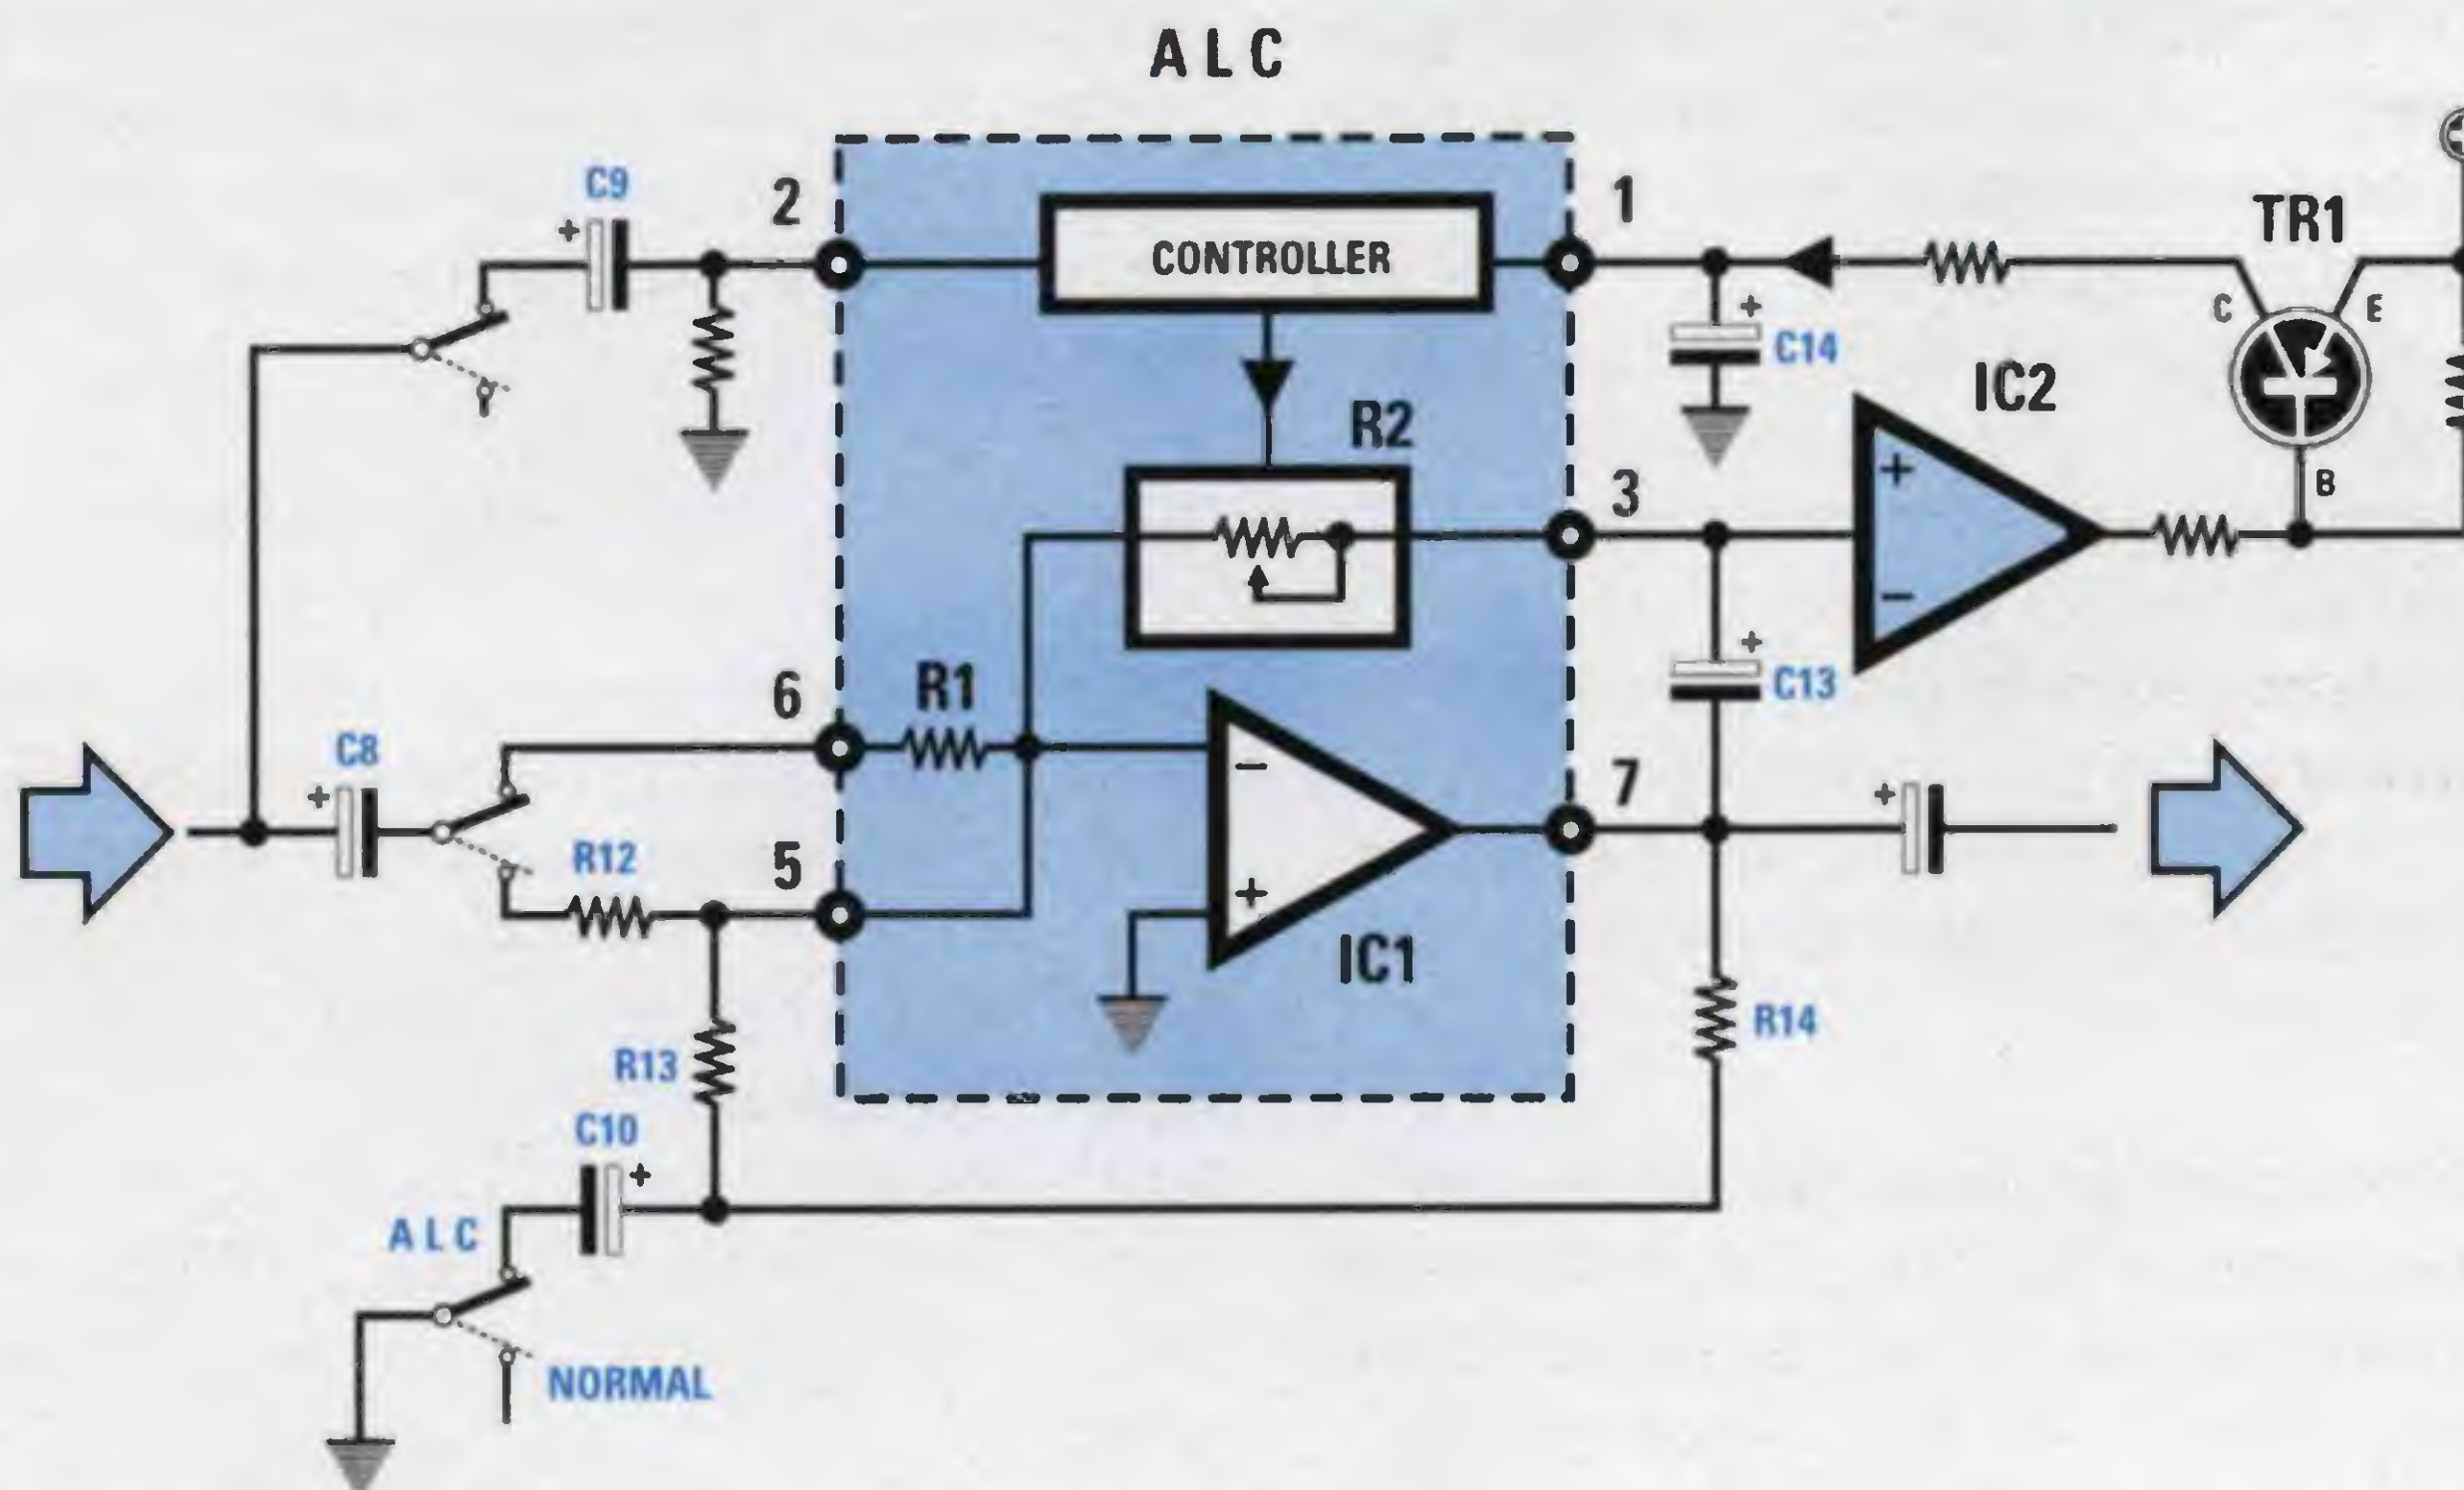 ALC
C9
+
2
CONTROLLER
1
+
C14
TR1
C
E
B
IC2
+
−
R2
3
+
C13
6
R1
C8
+
−
+
IC1
7
+
R12
5
R13
R14
C10
+
ALC
NORMAL